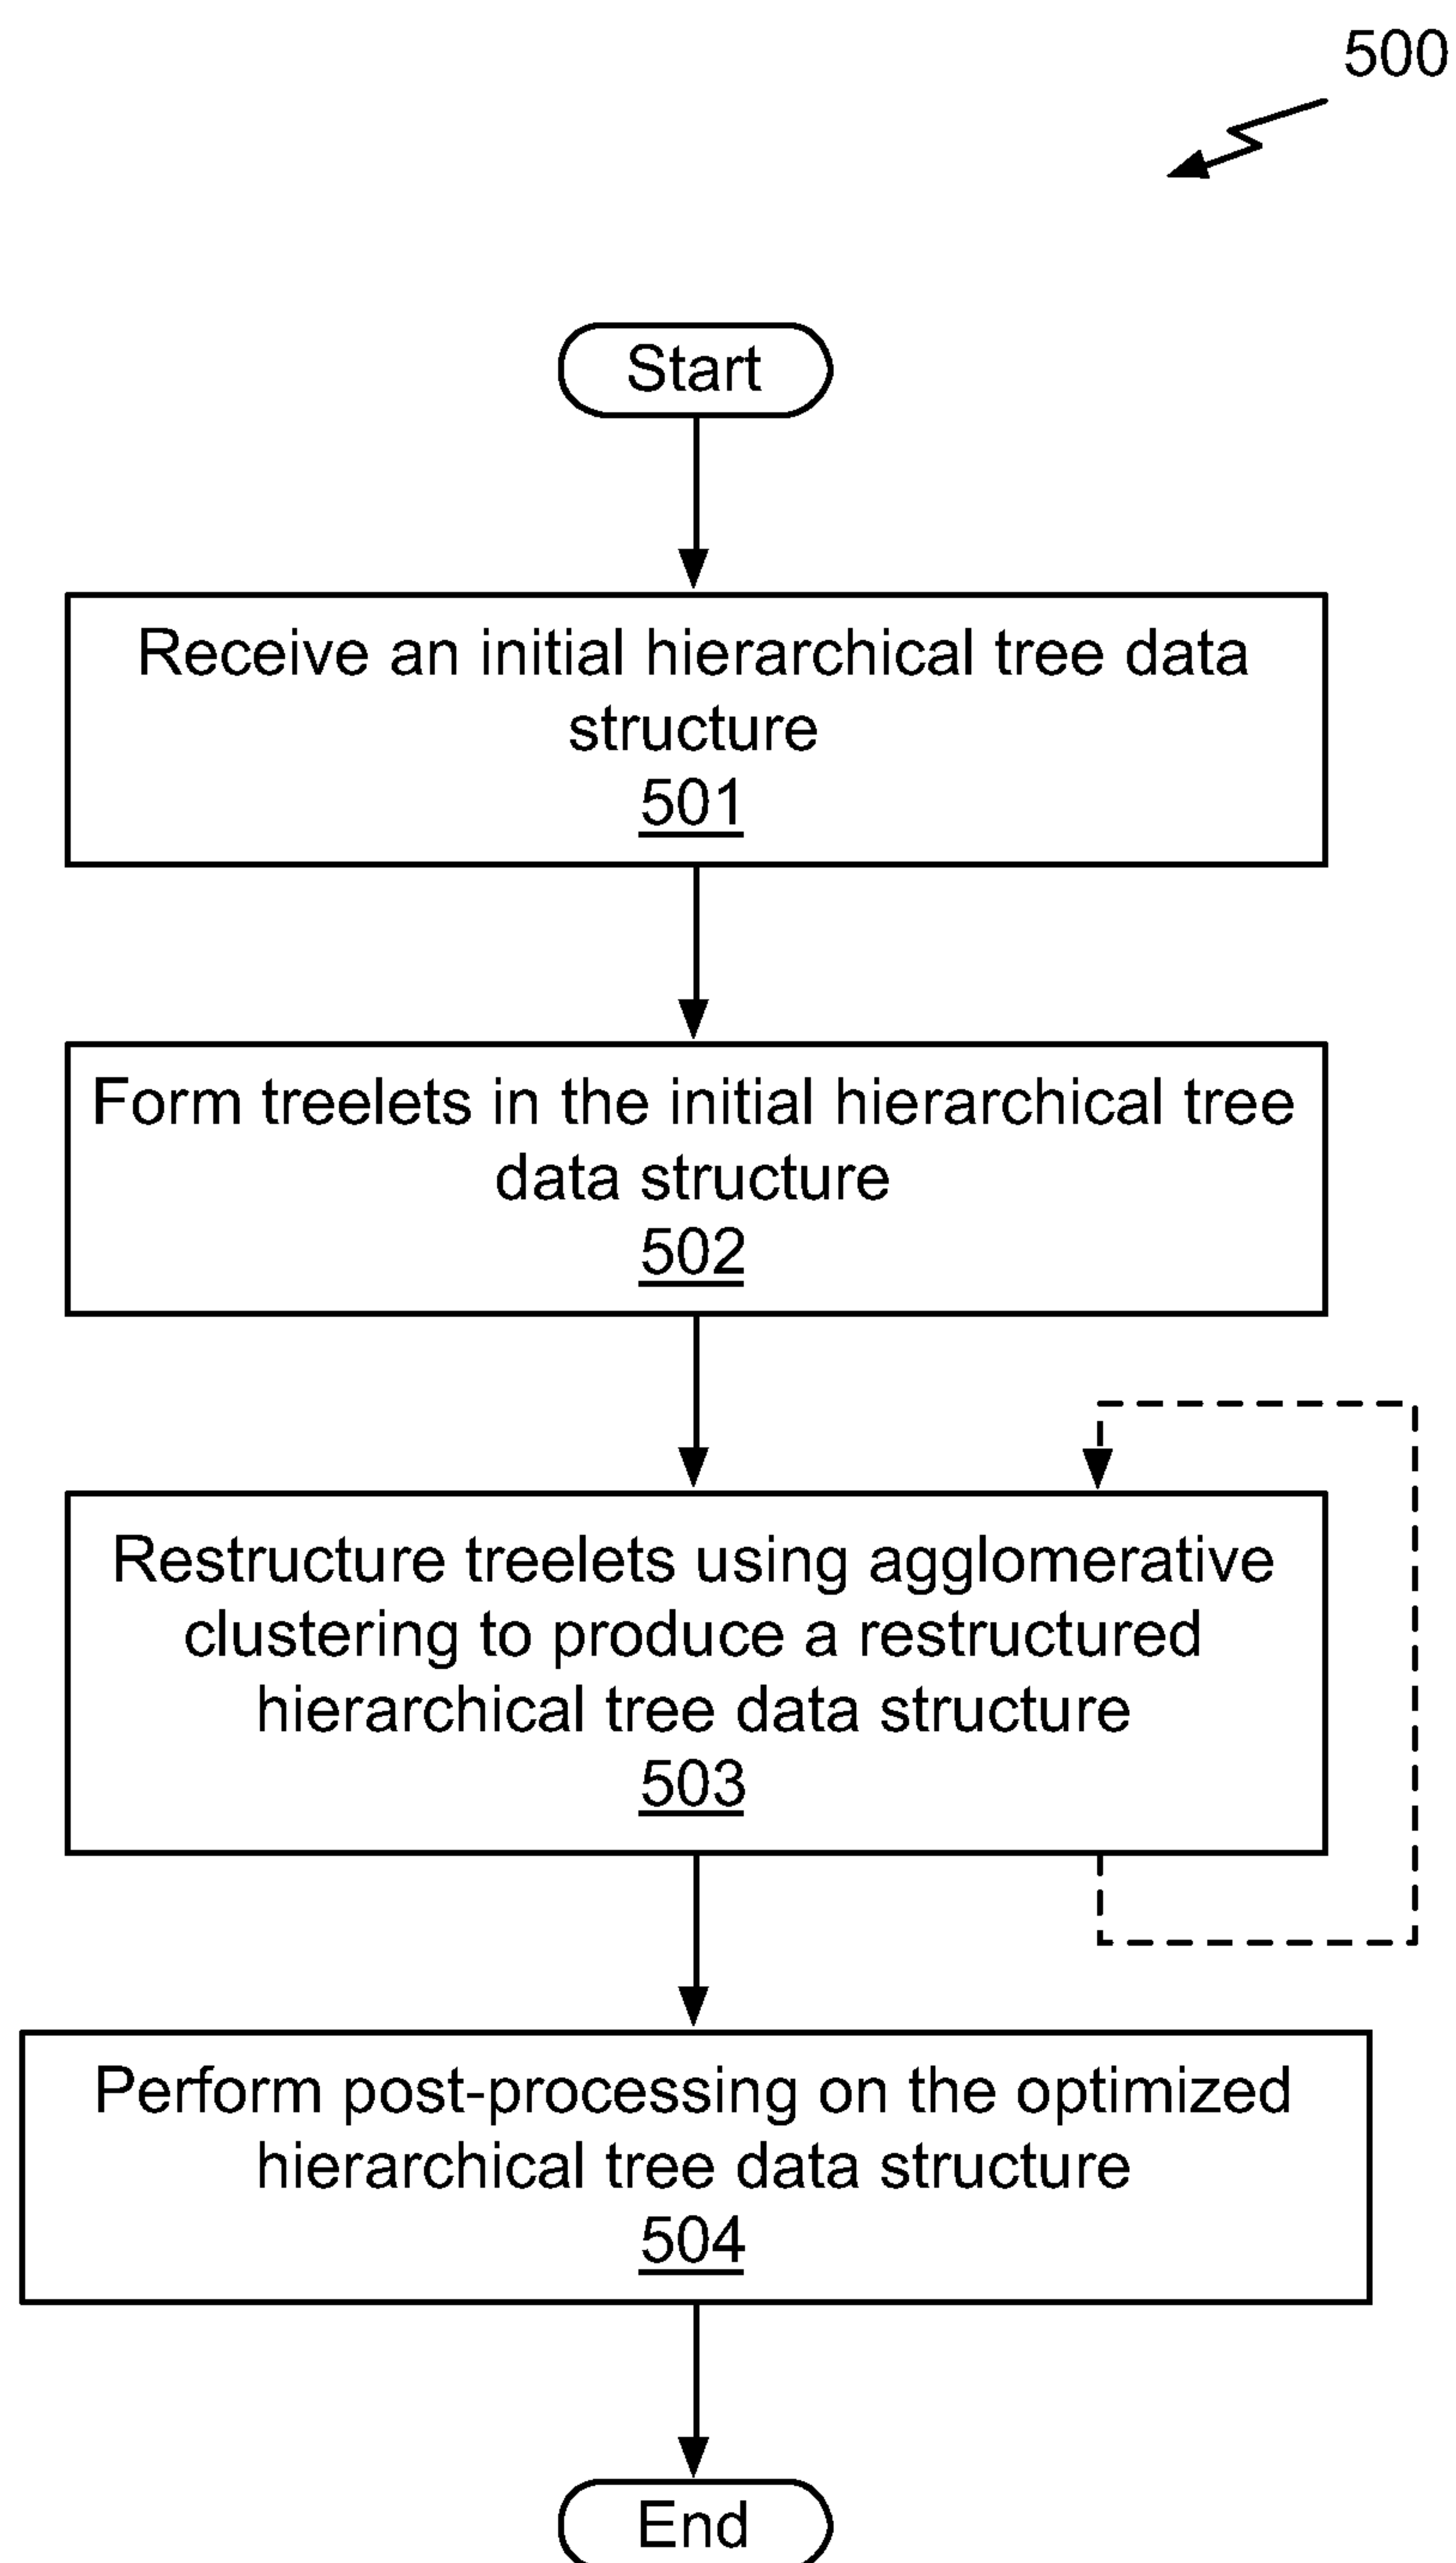 500
Start
Receive an initial hierarchical tree data
structure
501
Form treelets in the initial hierarchical tree
data structure
502
Restructure treelets using agglomerative
clustering to produce a restructured
hierarchical tree data structure
503
Perform post-processing on the optimized
hierarchical tree data structure
504
End